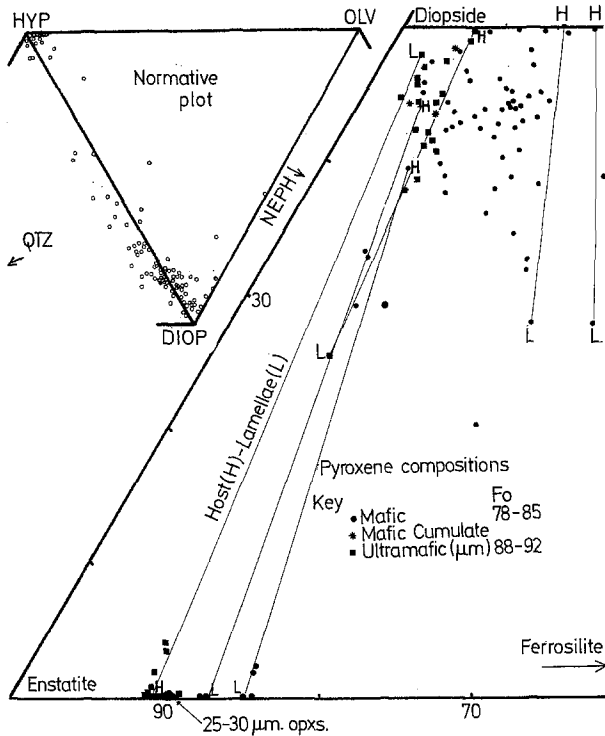 HYP
OLV
Diopside
H
H
Normative
plot
L
H
H
H
NEPH↓
QTZ
←
DIOP
30
L
L
L
Host(H)-Lamellae(L)
Pyroxene compositions
Key
Fo
• Mafic 78-85
* Mafic Cumulate
■ Ultramafic (μm) 88-92
Ferrosilite
→
Enstatite
H
L
L
90
70
25-30 μm. opxs.